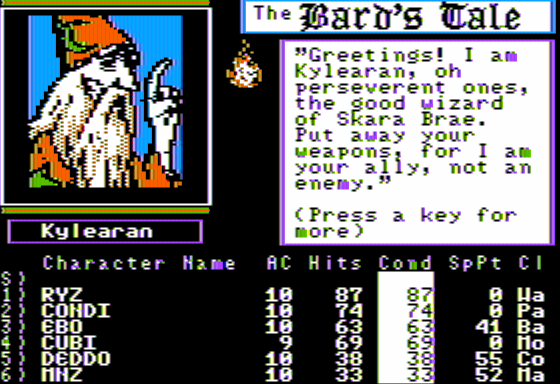 The Bard's Tale
"Greetings! I am
Kylearan, oh
perseverent ones,
the good wizard
of Skara Brae.
Put away your
weapons, for I am
your ally, not an
enemy."
(Press a key for
more)
Kylearan
Character Name AC Hits Cond SpPt Cl
S)
1) RYZ 10 87 87 0 Wa
2) CONDI 10 74 74 0 Pa
3) EBO 10 63 63 41 Ba
4) CUBI 9 69 69 0 Mo
5) DEDDO 10 38 38 55 Co
6) MNZ 10 33 33 52 Ma